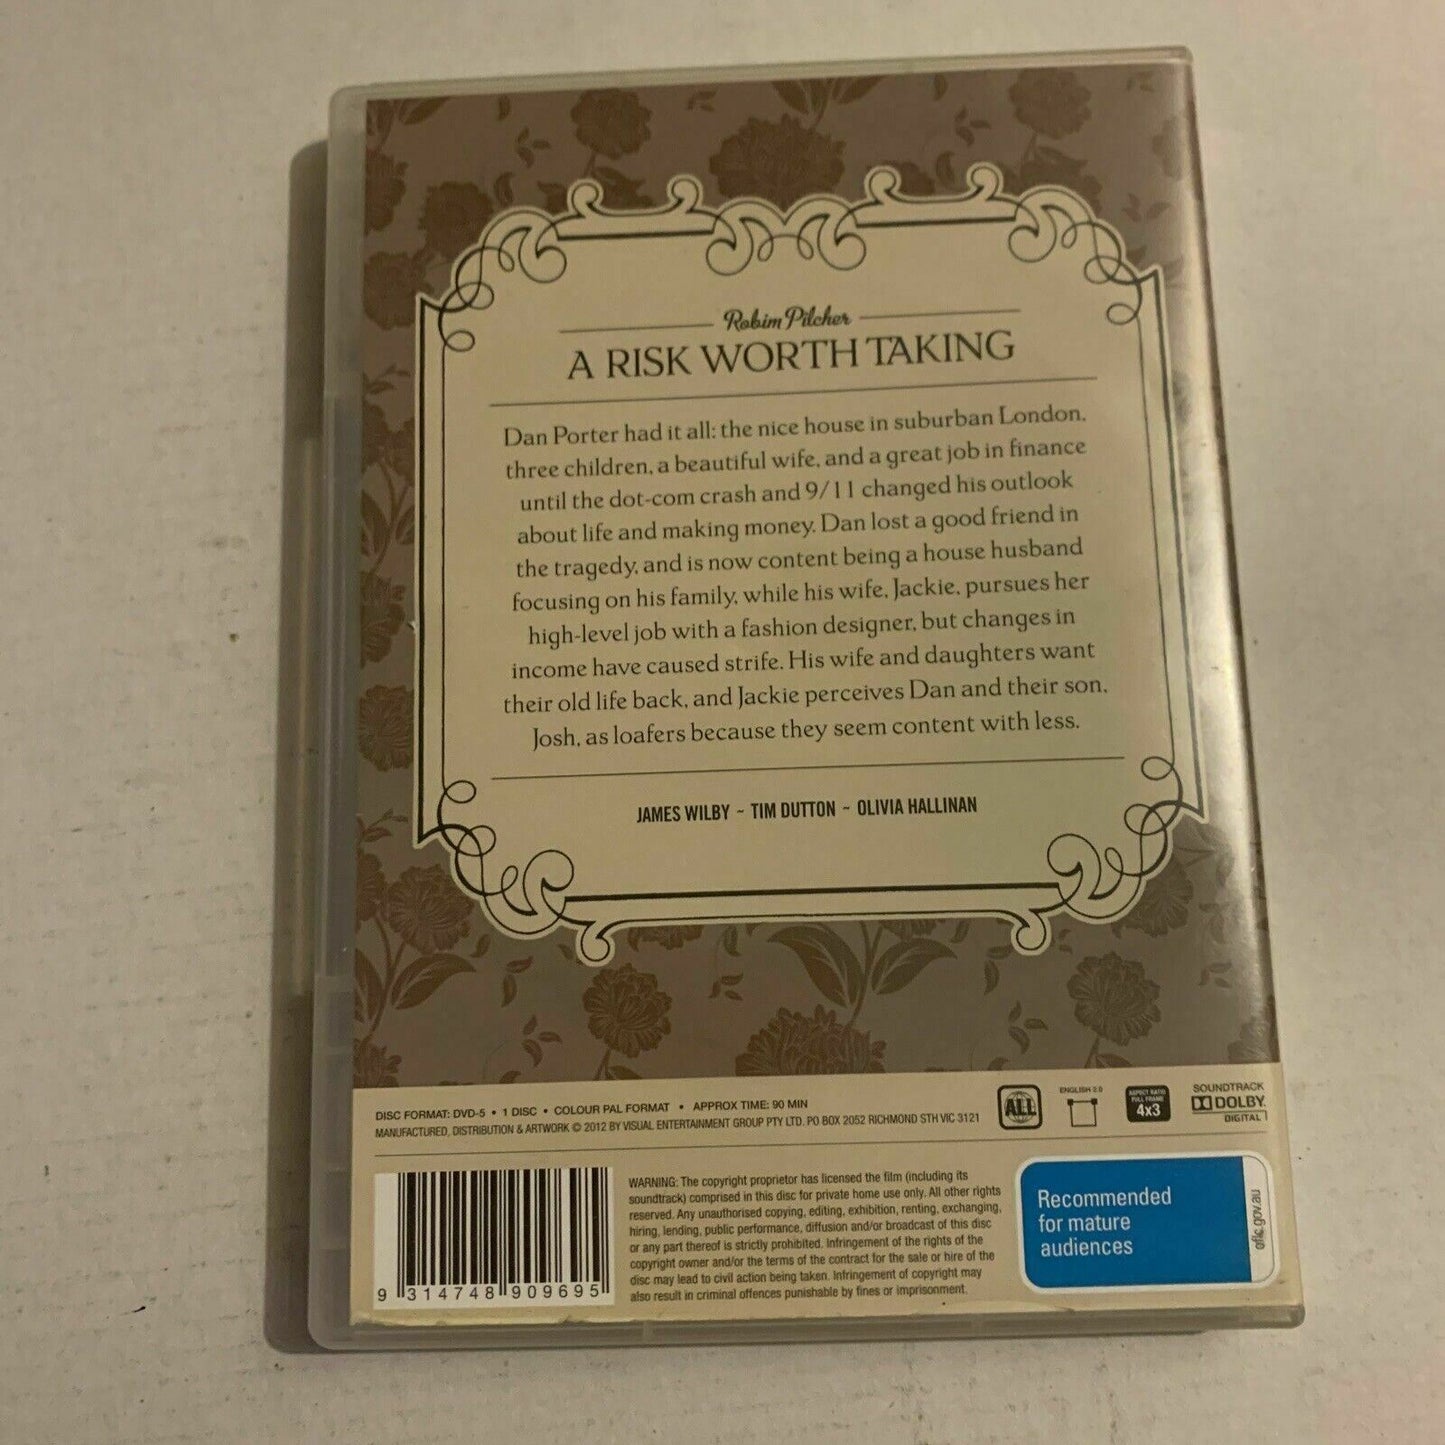 Robim Pilcher
A RISK WORTH TAKING
Dan Porter had it all: the nice house in suburban London,
three children, a beautiful wife, and a great job in finance
until the dot-com crash and 9/11 changed his outlook
about life and making money. Dan lost a good friend in
the tragedy, and is now content being a house husband
focusing on his family, while his wife, Jackie, pursues her
high-level job with a fashion designer, but changes in
income have caused strife. His wife and daughters want
their old life back, and Jackie perceives Dan and their son,
Josh, as loafers because they seem content with less.
JAMES WILBY ~ TIM DUTTON ~ OLIVIA HALLINAN
DISC FORMAT: DVD-5 • 1 DISC • COLOUR PAL FORMAT • APPROX TIME: 90 MIN
MANUFACTURED, DISTRIBUTION & ARTWORK © 2012 BY VISUAL ENTERTAINMENT GROUP PTY LTD. PO BOX 2052 RICHMOND STH VIC 3121
ALL
ENGLISH 2.0
ASPECT RATIO
FULL FRAME
4x3
SOUNDTRACK
DOLBY
DIGITAL
9 314748 909695
WARNING: The copyright proprietor has licensed the film (including its
soundtrack) comprised in this disc for private home use only. All other rights
reserved. Any unauthorised copying, editing, exhibition, renting, exchanging,
hiring, lending, public performance, diffusion and/or broadcast of this disc
or any part thereof is strictly prohibited. Infringement of the rights of the
copyright owner and/or the terms of the contract for the sale or hire of the
disc may lead to civil action being taken. Infringement of copyright may
also result in criminal offences punishable by fines or imprisonment.
Recommended
for mature
audiences
oflc.gov.au